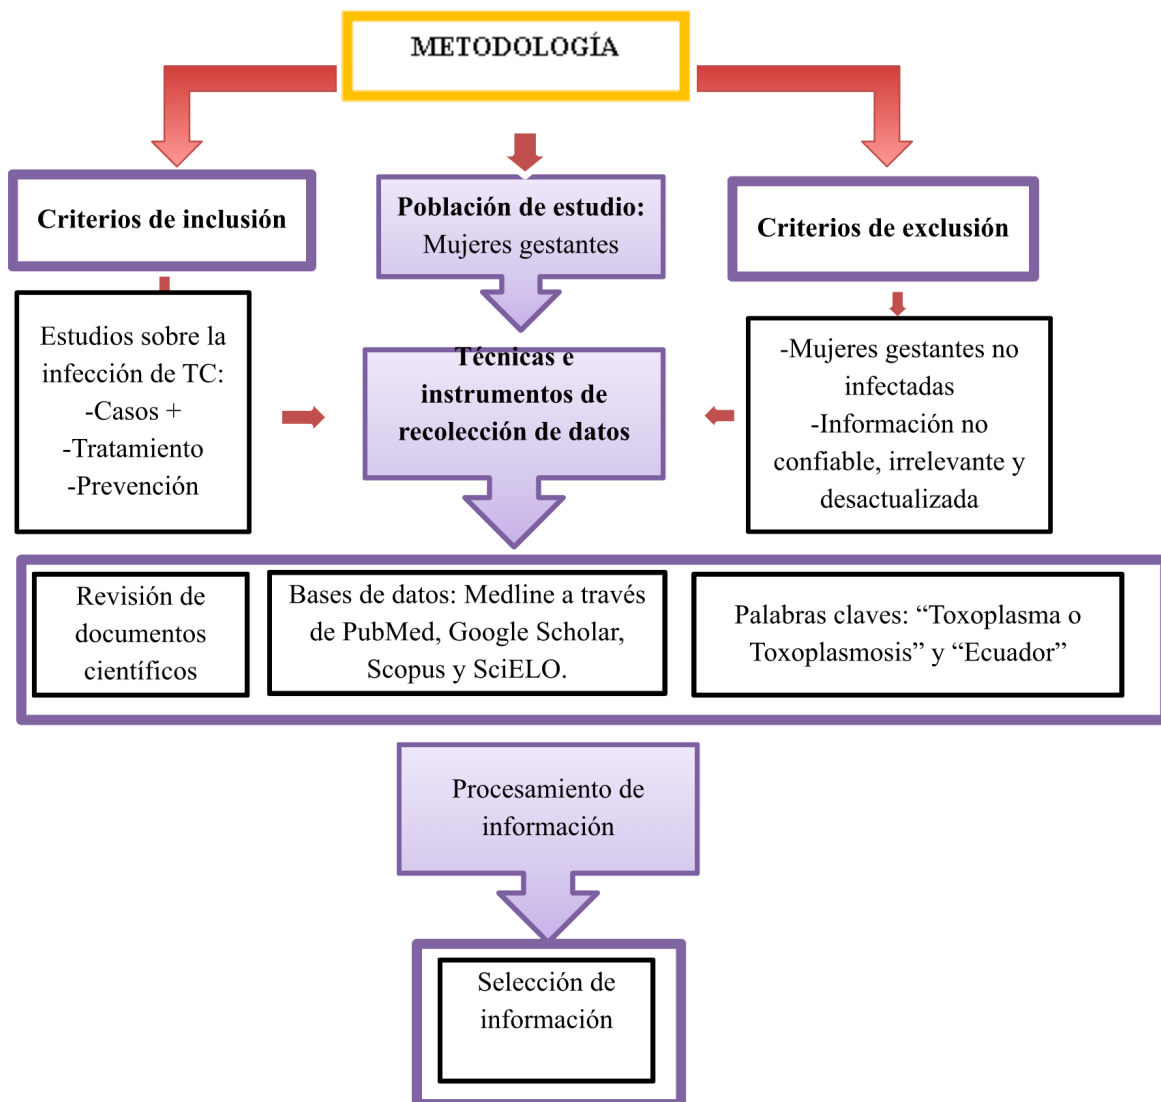 METODOLOGÍA
Criterios de inclusión
Población de estudio:
Mujeres gestantes
Criterios de exclusión
Estudios sobre la
infección de TC:
-Casos +
-Tratamiento
-Prevención
Técnicas e
instrumentos de
recolección de datos
-Mujeres gestantes no
infectadas
-Información no
confiable, irrelevante y
desactualizada
Revisión de
documentos
científicos
Bases de datos: Medline a través
de PubMed, Google Scholar,
Scopus y SciELO.
Palabras claves: “Toxoplasma o
Toxoplasmosis” y “Ecuador”
Procesamiento de
información
Selección de
información